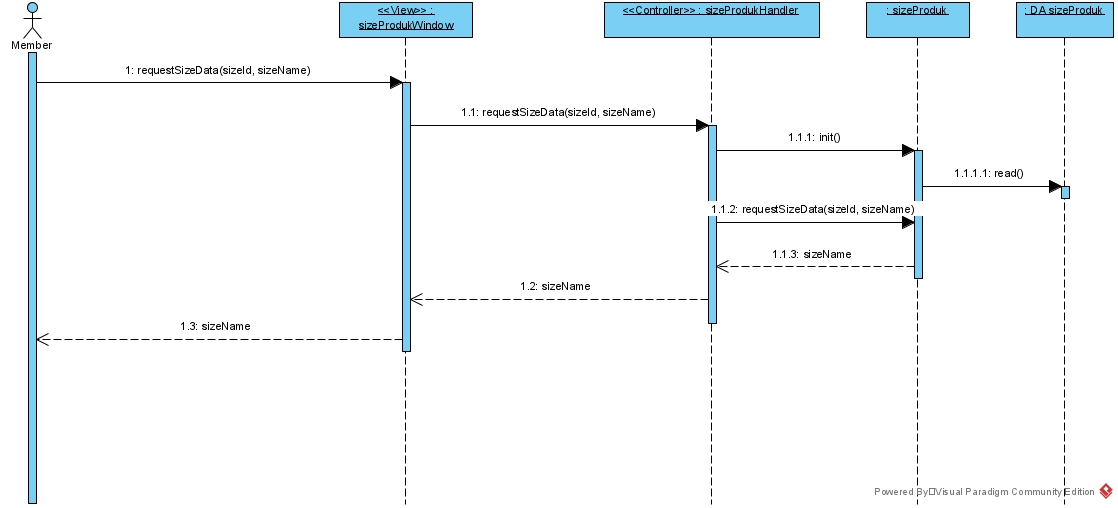 Member
<<View>> :
sizeProdukWindow
<<Controller>> : sizeProdukHandler
: sizeProduk
: DA sizeProduk
1: requestSizeData(sizeId, sizeName)
1.1: requestSizeData(sizeId, sizeName)
1.1.1: init()
1.1.1.1: read()
1.1.2: requestSizeData(sizeId, sizeName)
1.1.3: sizeName
1.2: sizeName
1.3: sizeName
Powered By Visual Paradigm Community Edition